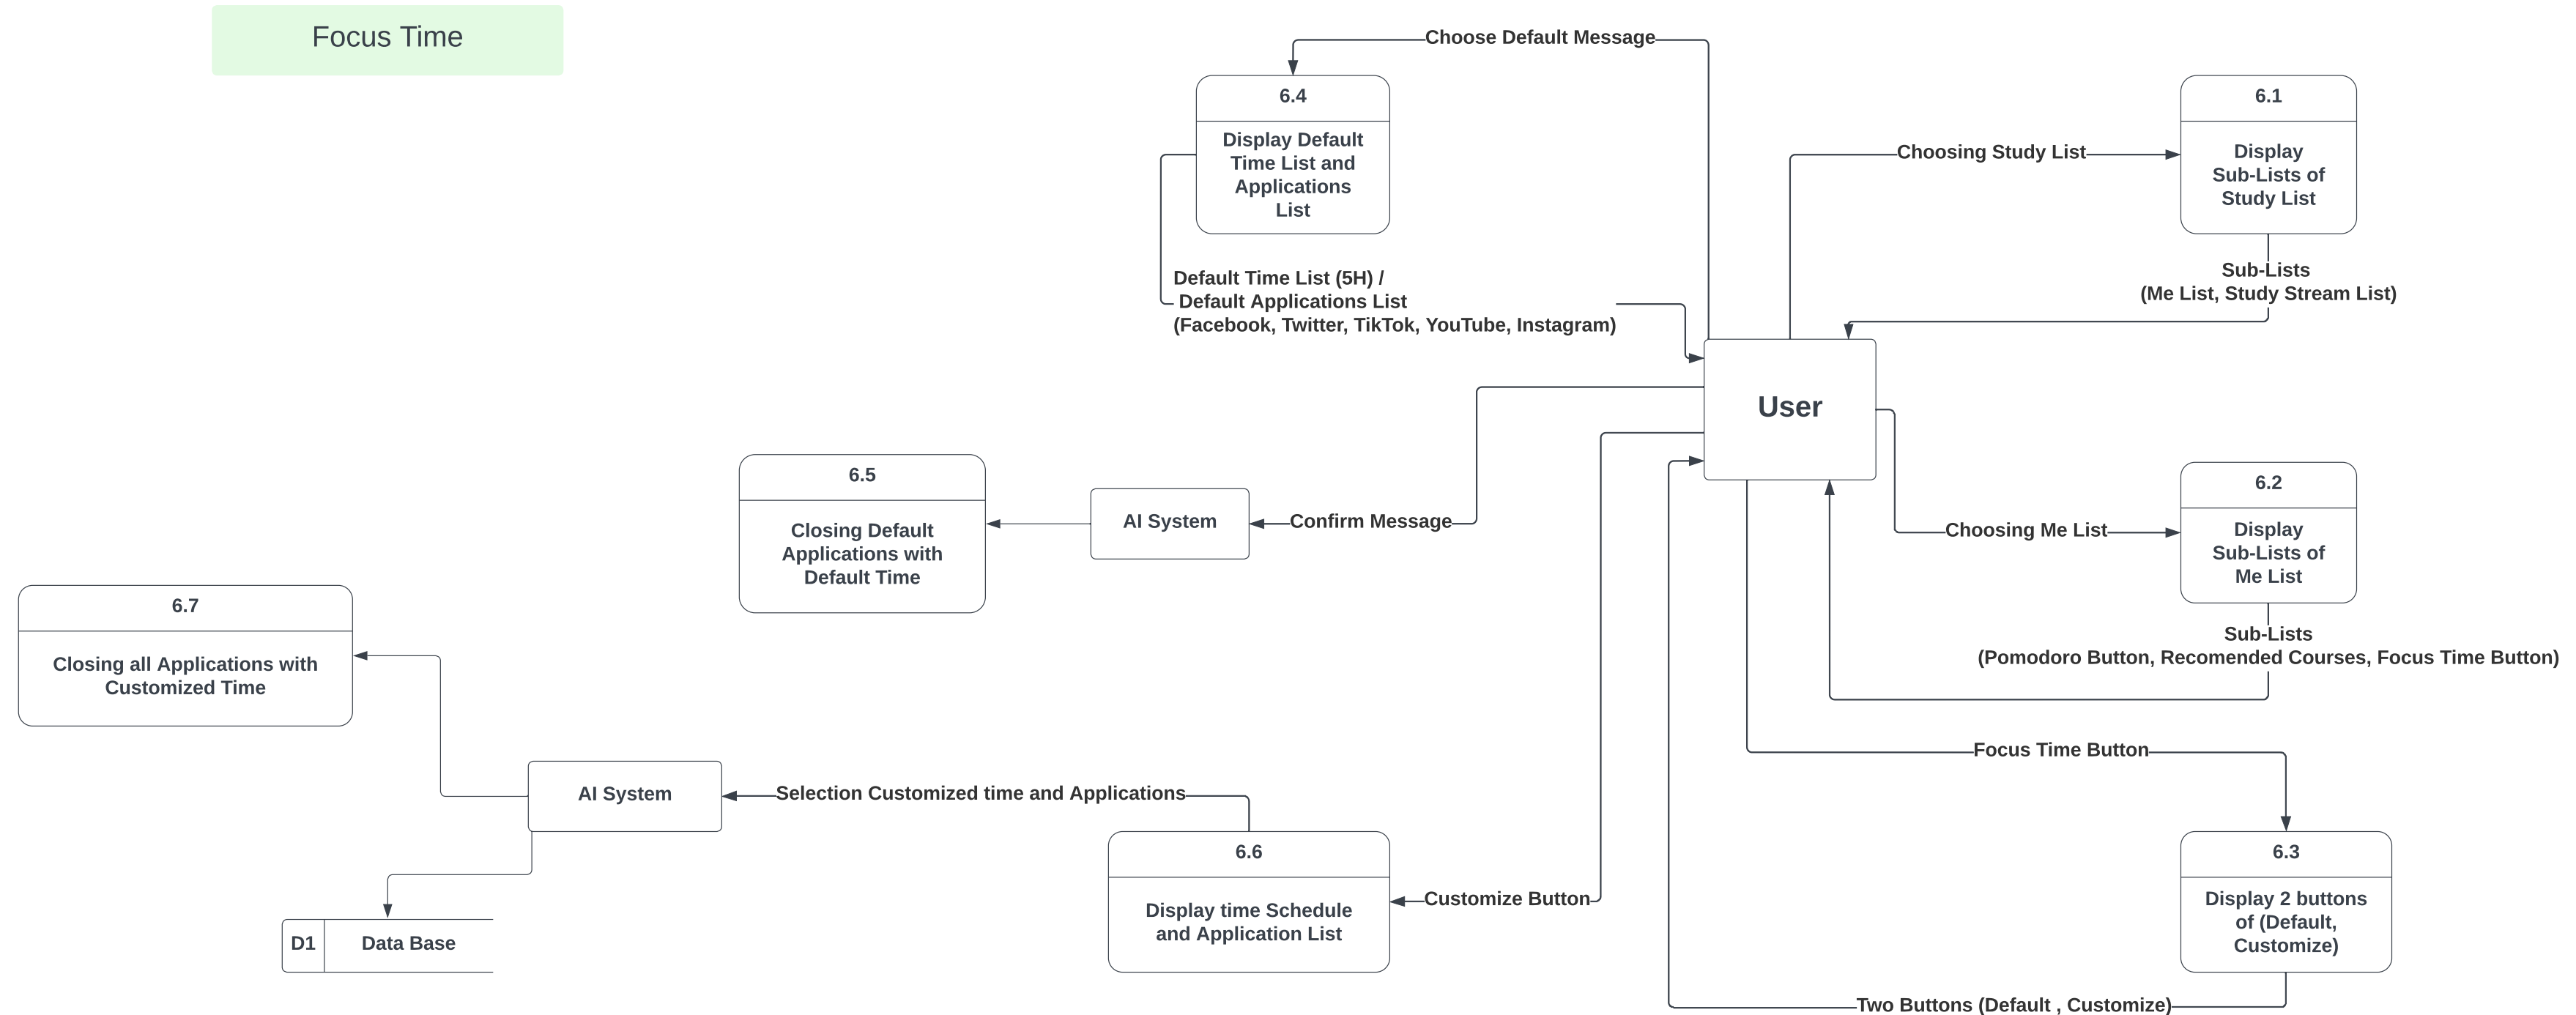 Focus Time
Choose Default Message
6.4
Display Default
Time List and
Applications
List
6.1
Display
Sub-Lists of
Study List
Choosing Study List
Sub-Lists
(Me List, Study Stream List)
Default Time List (5H) /
Default Applications List
(Facebook, Twitter, TikTok, YouTube, Instagram)
User
6.5
Closing Default
Applications with
Default Time
AI System
Confirm Message
Choosing Me List
6.2
Display
Sub-Lists of
Me List
Sub-Lists
(Pomodoro Button, Recomended Courses, Focus Time Button)
6.7
Closing all Applications with
Customized Time
Focus Time Button
AI System
Selection Customized time and Applications
6.6
Display time Schedule
and Application List
Customize Button
6.3
Display 2 buttons
of (Default,
Customize)
D1
Data Base
Two Buttons (Default , Customize)